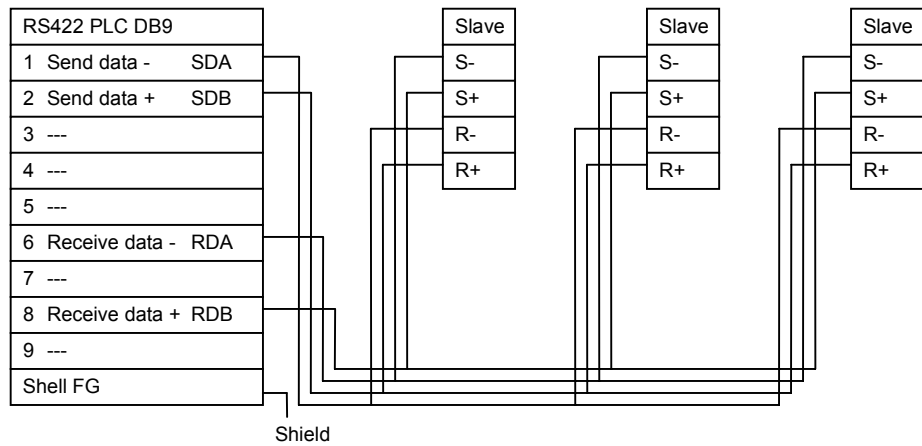 RS422 PLC DB9
1 Send data - SDA
2 Send data + SDB
3 ---
4 ---
5 ---
6 Receive data - RDA
7 ---
8 Receive data + RDB
9 ---
Shell FG
Shield
Slave
S-
S+
R-
R+
Slave
S-
S+
R-
R+
Slave
S-
S+
R-
R+